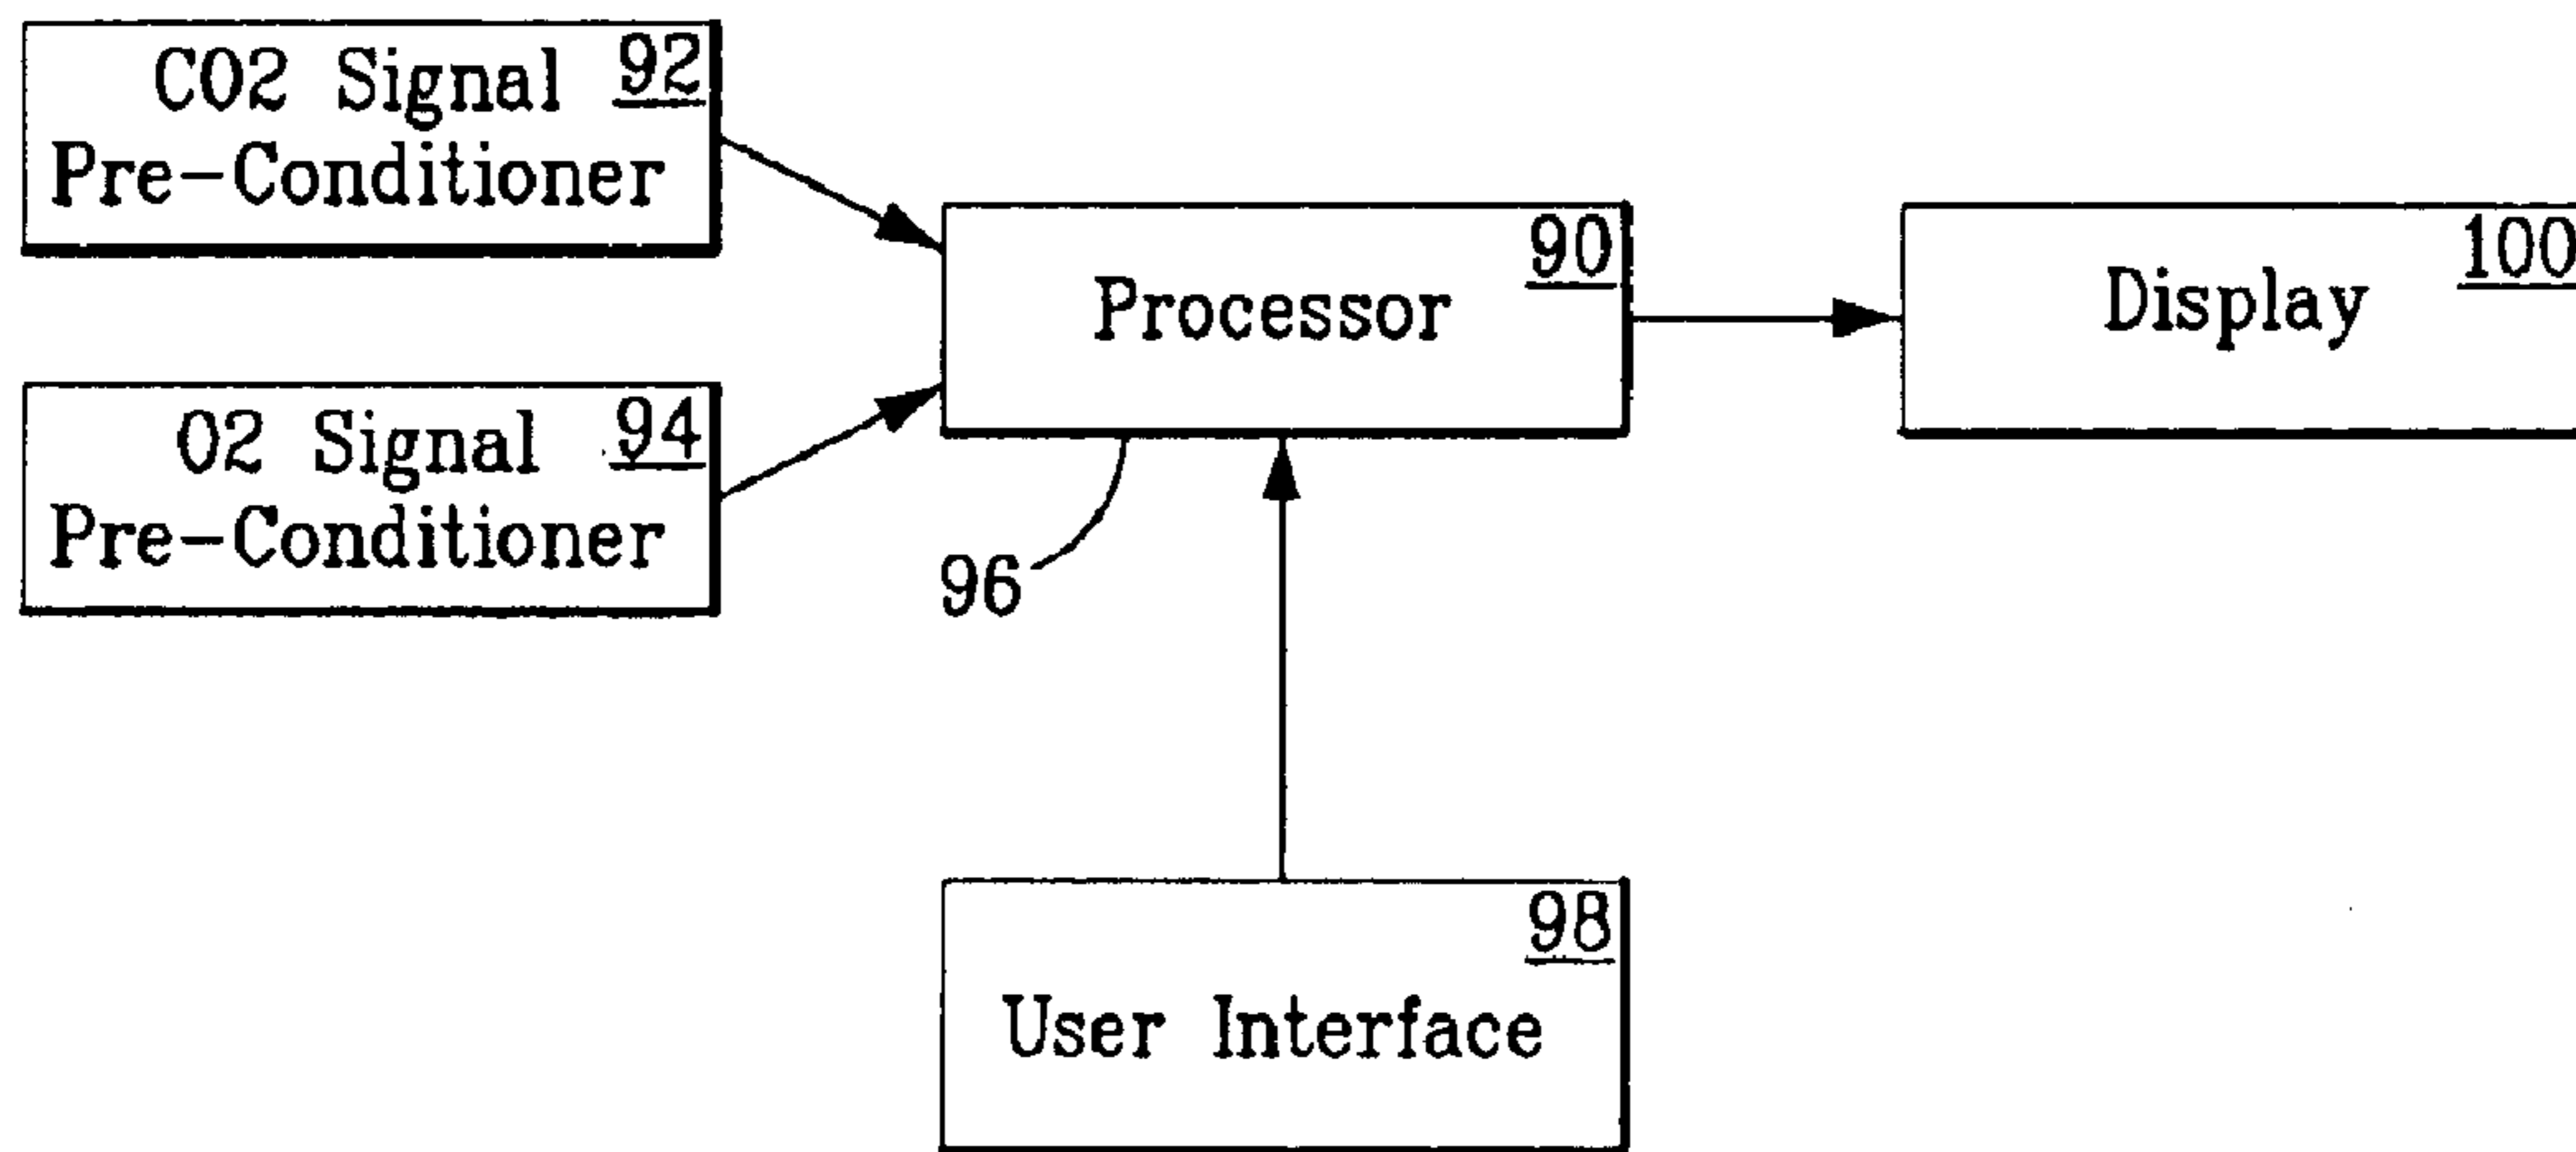 CO2 Signal 92
Pre-Conditioner
90
Processor
100
Display
O2 Signal 94
Pre-Conditioner
96
98
User Interface